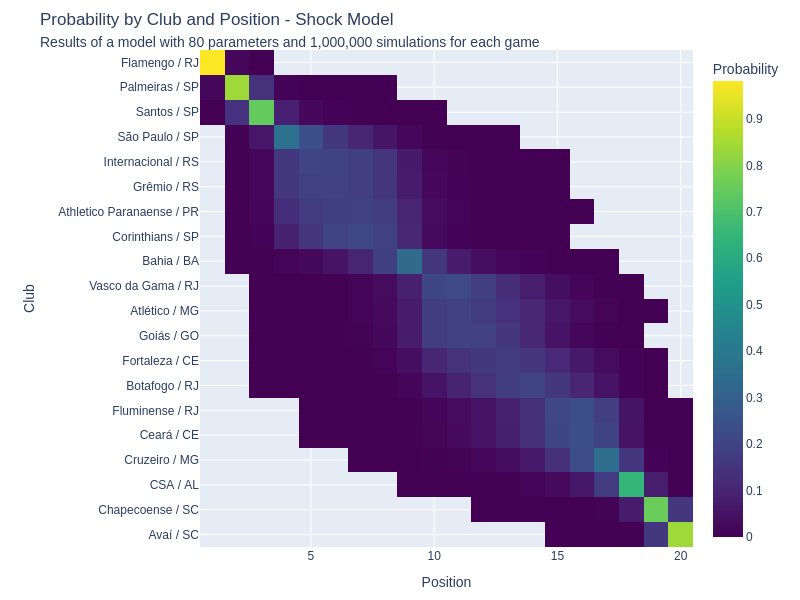 Probability by Club and Position - Shock Model
Results of a model with 80 parameters and 1,000,000 simulations for each game
Probability
Flamengo / RJ
Palmeiras / SP
Santos / SP
São Paulo / SP
Internacional / RS
Grêmio / RS
Athletico Paranaense / PR
Corinthians / SP
Bahia / BA
Vasco da Gama / RJ
Atlético / MG
Goiás / GO
Fortaleza / CE
Botafogo / RJ
Fluminense / RJ
Ceará / CE
Cruzeiro / MG
CSA / AL
Chapecoense / SC
Avaí / SC
Club
5
10
15
20
Position
0.9
0.8
0.7
0.6
0.5
0.4
0.3
0.2
0.1
0